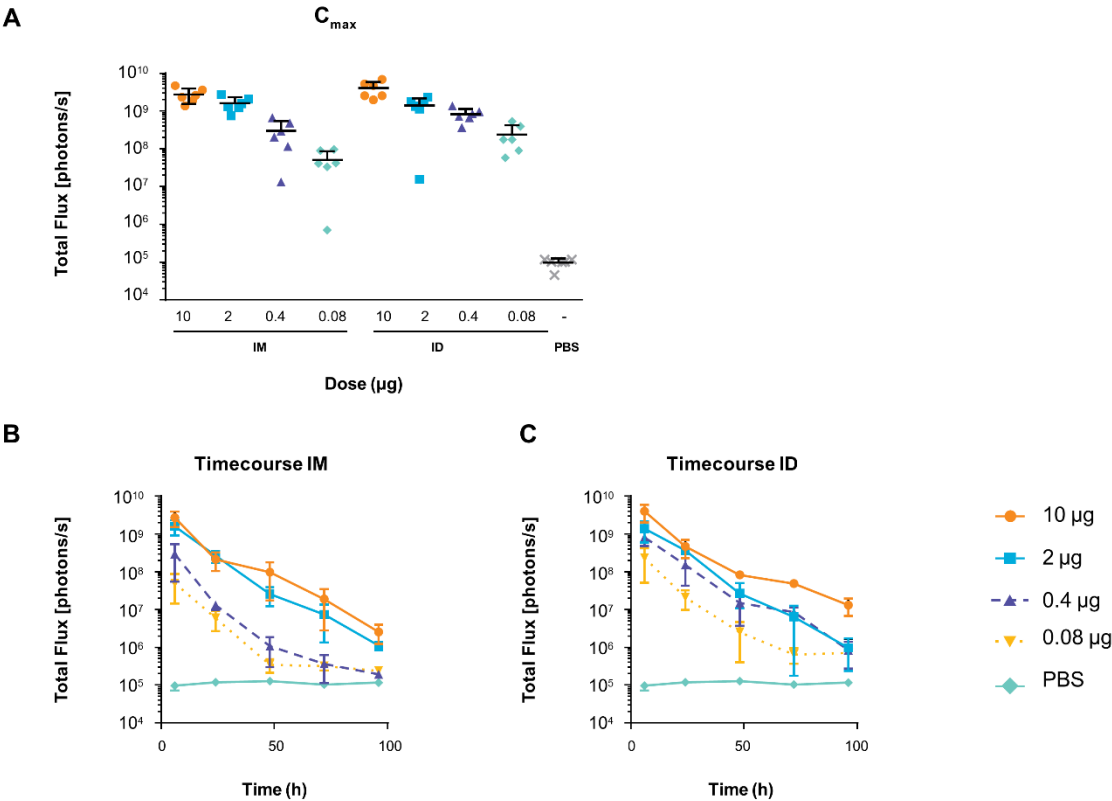 A
Cmax
Total Flux [photons/s]
10¹⁰
10⁹
10⁸
10⁷
10⁶
10⁵
10⁴
10 2 0.4 0.08 10 2 0.4 0.08 -
IM ID PBS
Dose (µg)
B
Timecourse IM
Total Flux [photons/s]
10¹⁰
10⁹
10⁸
10⁷
10⁶
10⁵
10⁴
0 50 100
Time (h)
C
Timecourse ID
Total Flux [photons/s]
10¹⁰
10⁹
10⁸
10⁷
10⁶
10⁵
10⁴
0 50 100
Time (h)
10 µg
2 µg
0.4 µg
0.08 µg
PBS